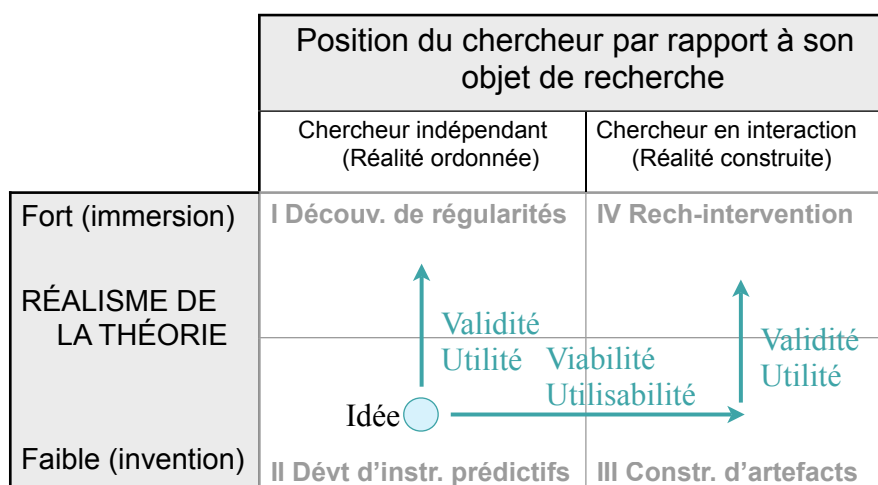 Position du chercheur par rapport à son
objet de recherche
Chercheur indépendant
(Réalité ordonnée)
Chercheur en interaction
(Réalité construite)
Fort (immersion)
I Découv. de régularités
IV Rech-intervention
RÉALISME DE
LA THÉORIE
Validité
Utilité
Viabilité
Utilisabilité
Validité
Utilité
Idée
Faible (invention)
II Dévt d’instr. prédictifs
III Constr. d’artefacts